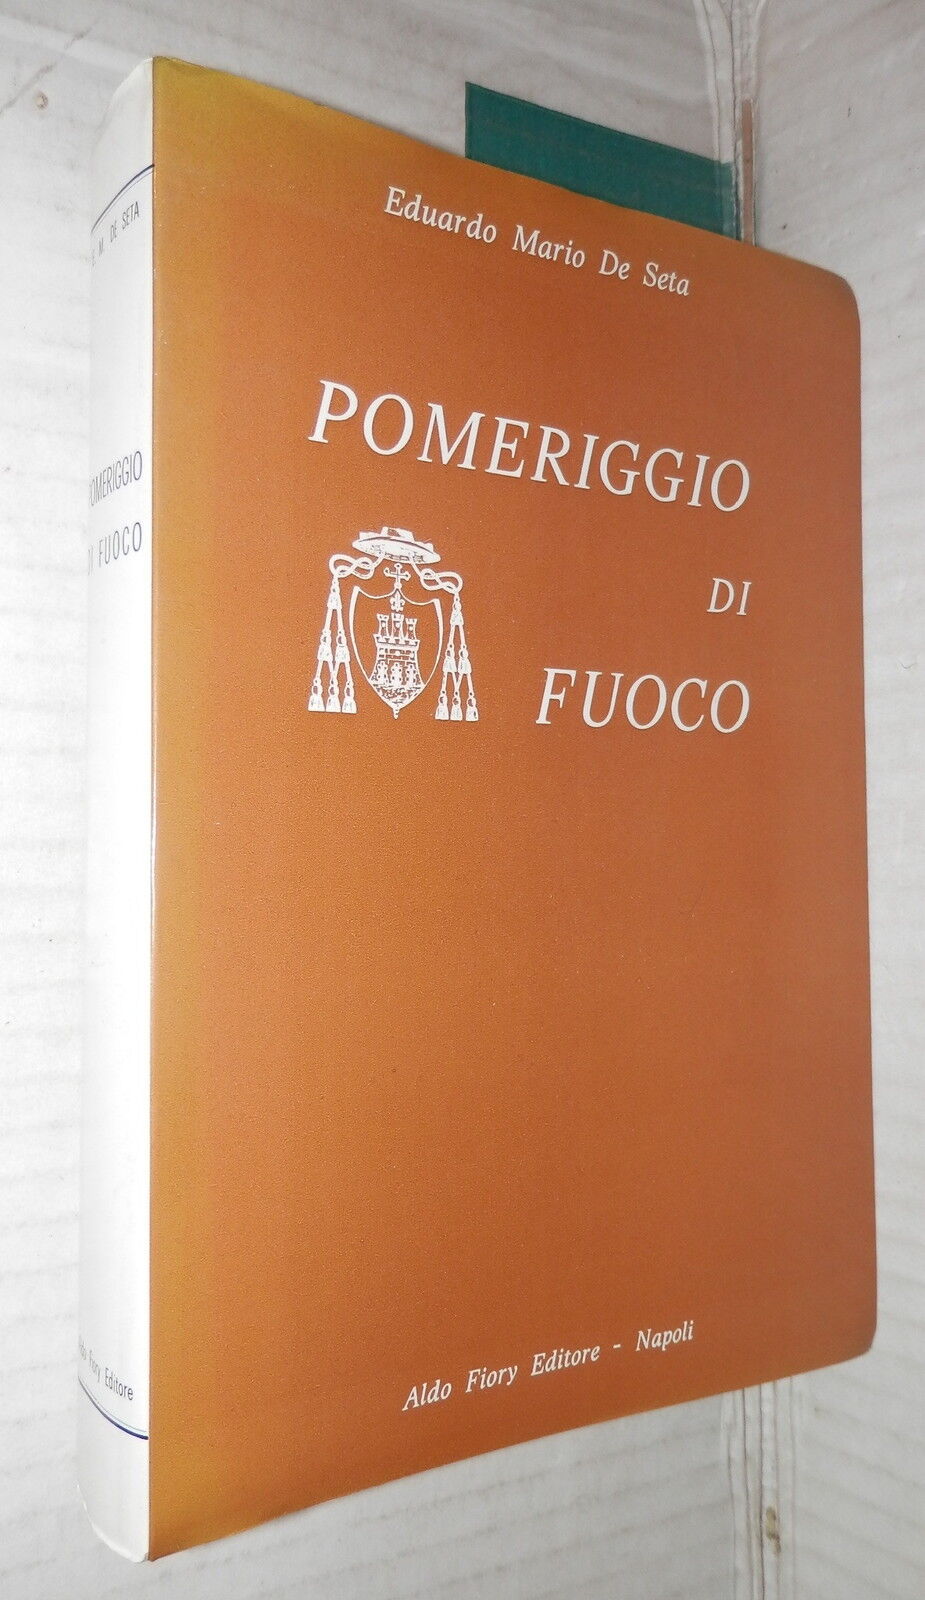 Eduardo Mario De Seta
POMERIGGIO
DI
FUOCO
Aldo Fiory Editore - Napoli
E. M. DE SETA
POMERIGGIO
DI FUOCO
Aldo Fiory Editore